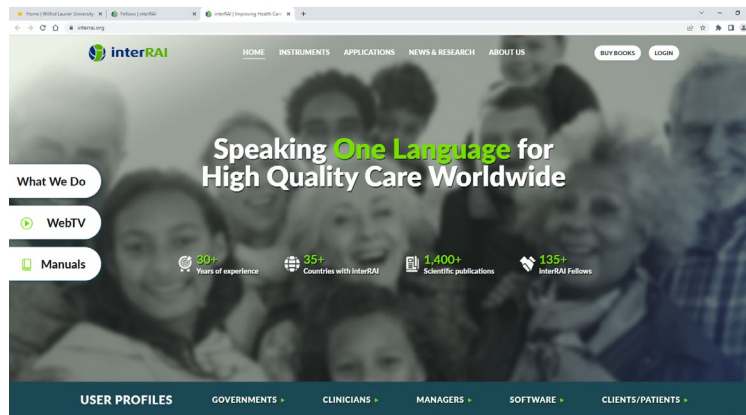 Home | Wilfrid Laurier University
Fellows | interRAI
interRAI | Improving Health Care
interrai.org
interRAI
HOME
INSTRUMENTS
APPLICATIONS
NEWS & RESEARCH
ABOUT US
BUY BOOKS
LOGIN
Speaking One Language for
High Quality Care Worldwide
What We Do
WebTV
Manuals
30+
Years of experience
35+
Countries with interRAI
1,400+
Scientific publications
135+
interRAI Fellows
USER PROFILES
GOVERNMENTS
CLINICIANS
MANAGERS
SOFTWARE
CLIENTS/PATIENTS